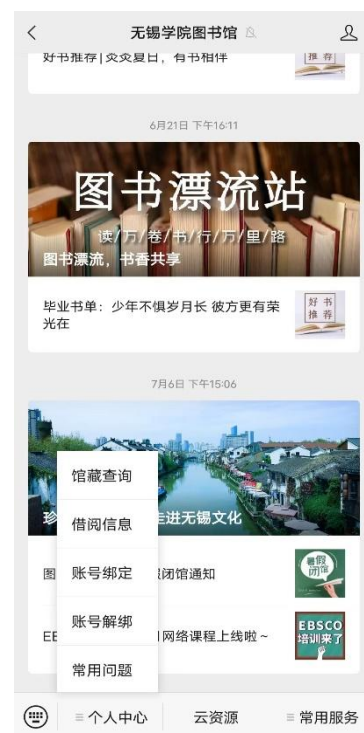 无锡学院图书馆
好书推荐|炎炎夏日，有书相伴
推 荐
6月21日 下午16:11
图书漂流站
读/万/卷/书/行/万/里/路
图书漂流，书香共享
毕业书单：少年不惧岁月长 彼方更有荣
光在
好 书
推 荐
7月6日 下午15:06
珍
走进无锡文化
馆藏查询
借阅信息
账号绑定
账号解绑
常用问题
图
闭馆通知
暑假
闭馆
EE
网络课程上线啦~
EBSCO
培训来了
个人中心
云资源
常用服务